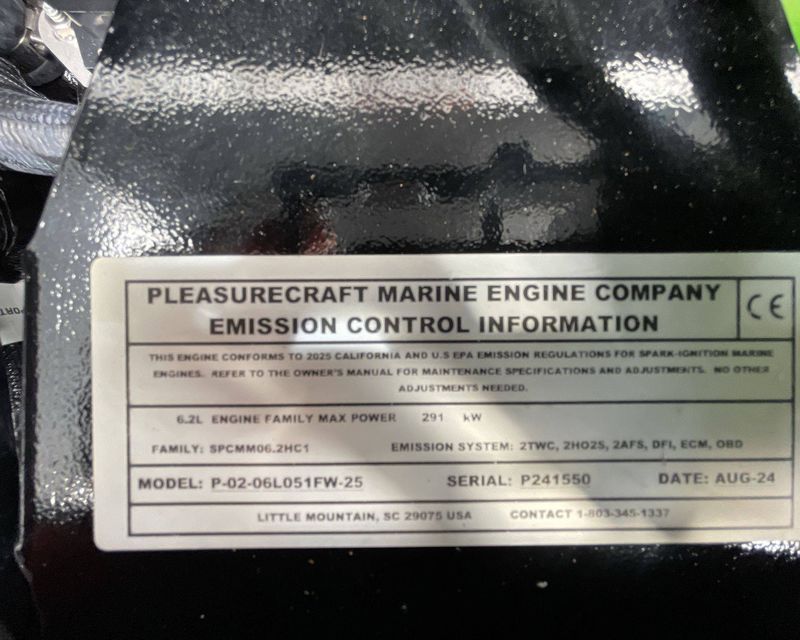 PORT
PLEASURECRAFT MARINE ENGINE COMPANY
EMISSION CONTROL INFORMATION
CE
THIS ENGINE CONFORMS TO 2025 CALIFORNIA AND U.S EPA EMISSION REGULATIONS FOR SPARK-IGNITION MARINE
ENGINES. REFER TO THE OWNER'S MANUAL FOR MAINTENANCE SPECIFICATIONS AND ADJUSTMENTS. NO OTHER
ADJUSTMENTS NEEDED.
6.2L ENGINE FAMILY MAX POWER 291 kW
FAMILY: SPCMM06.2HC1 EMISSION SYSTEM: 2TWC, 2HO2S, 2AFS, DFI, ECM, OBD
MODEL: P-02-06L051FW-25 SERIAL: P241550 DATE: AUG-24
LITTLE MOUNTAIN, SC 29075 USA CONTACT 1-803-345-1337